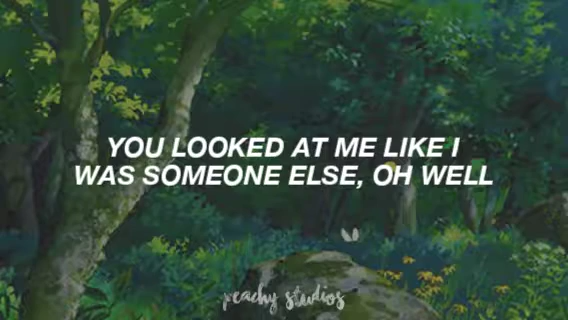 YOU LOOKED AT ME LIKE I
WAS SOMEONE ELSE, OH WELL
peachy studios